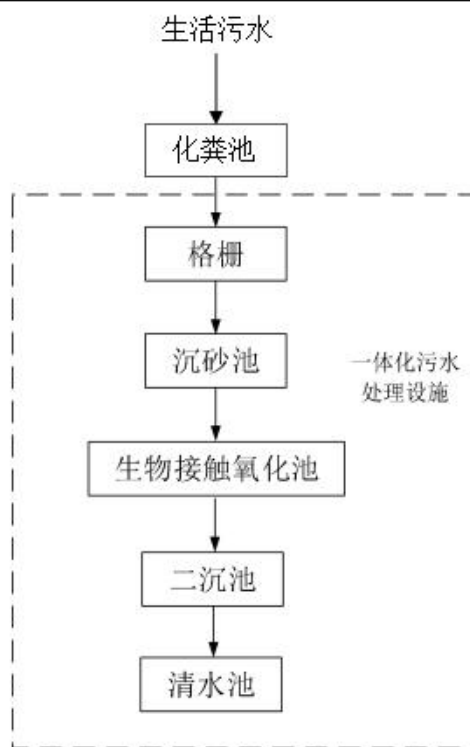 生活污水
化粪池
格栅
沉砂池
一体化污水
处理设施
生物接触氧化池
二沉池
清水池